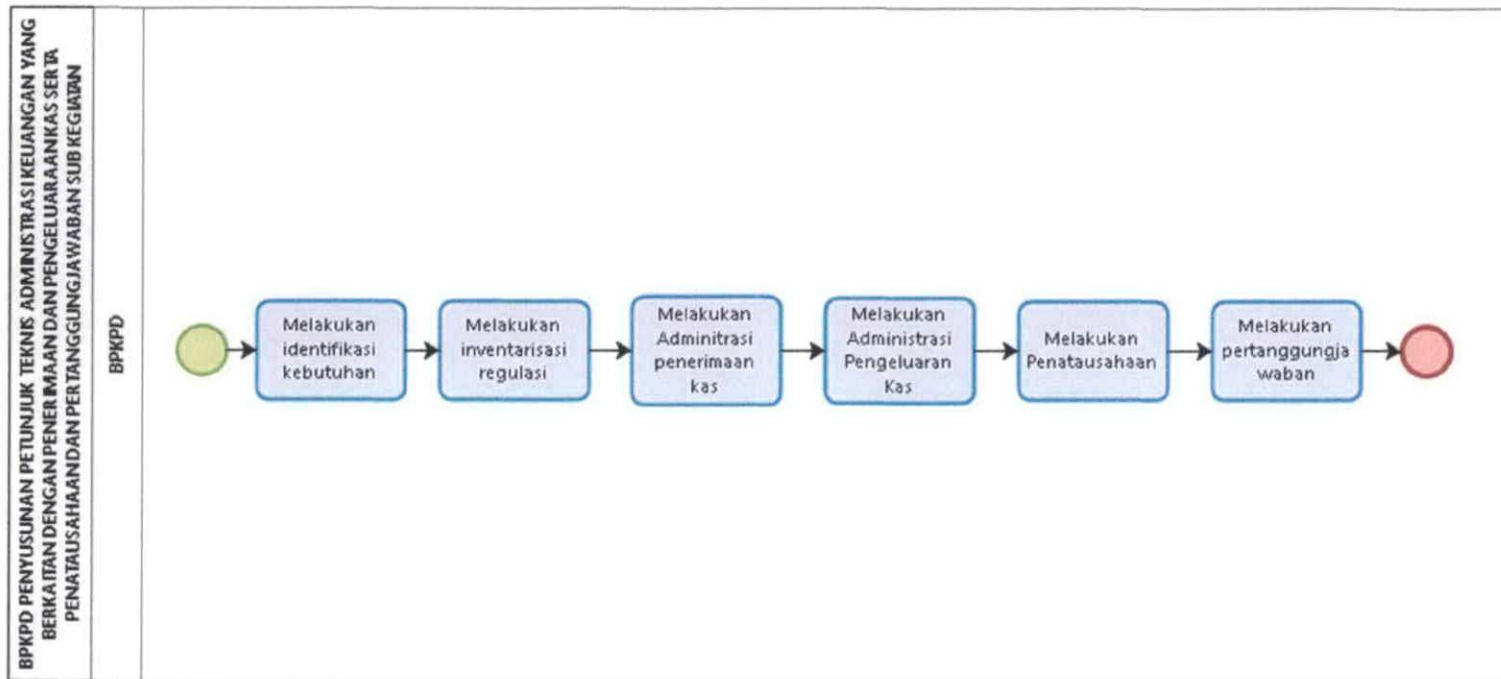 BPKPD PENYUSUNAN PETUNJUK TEKNIS ADMINISTRASI KEUANGAN YANG
BERKAITAN DENGAN PENERIMAAN DAN PENGELUARAAN KAS SERTA
PENATAUSAHAAN DAN PERTANGGUNGJAWABAN SUB KEGIATAN
BPKPD
Melakukan
identifikasi
kebutuhan
Melakukan
inventarisasi
regulasi
Melakukan
Adminitrasi
penerimaan
kas
Melakukan
Administrasi
Pengeluaran
Kas
Melakukan
Penatausahaan
Melakukan
pertanggungja
waban